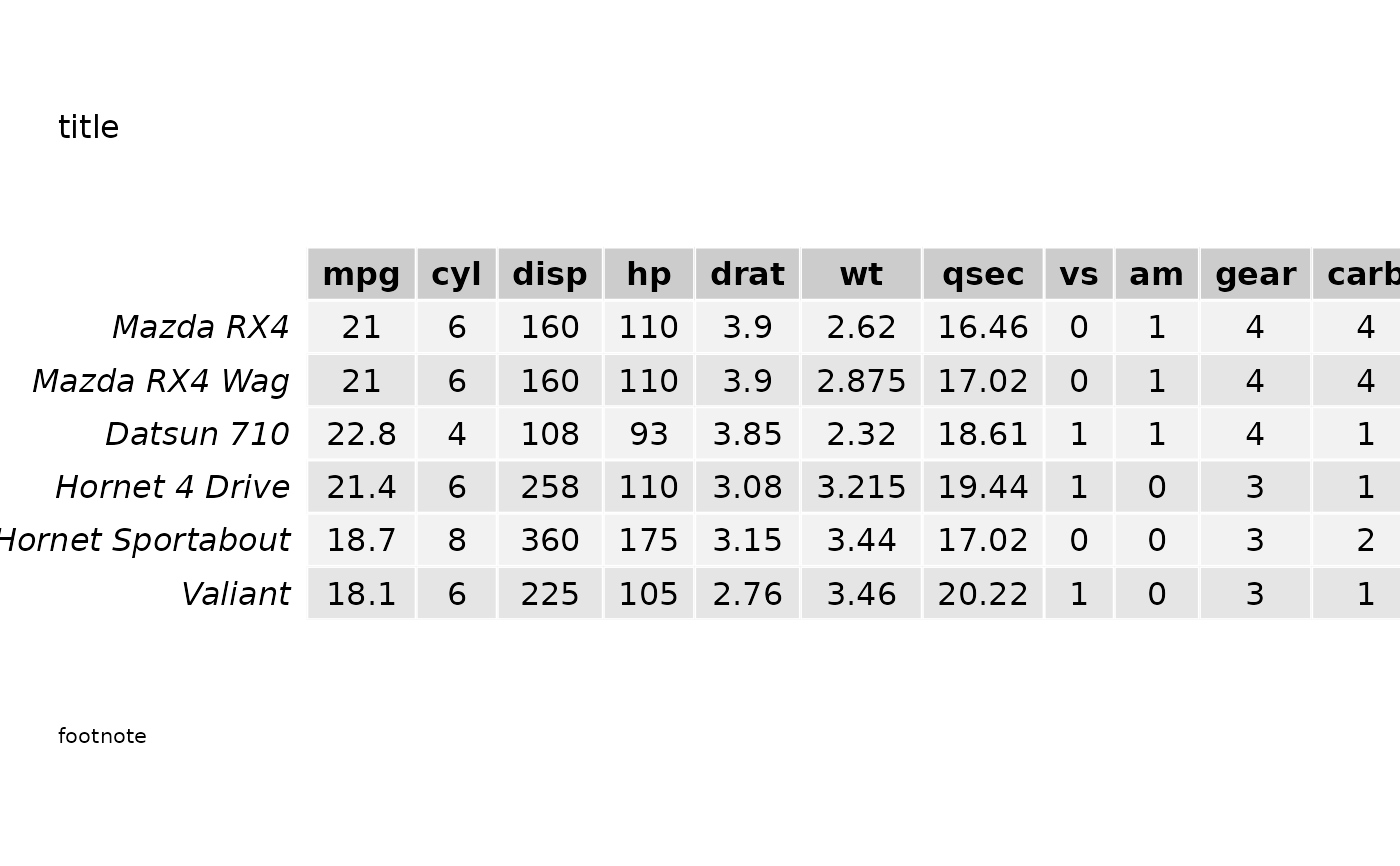 title
mpg cyl disp hp drat wt qsec vs am gear carb
Mazda RX4 21 6 160 110 3.9 2.62 16.46 0 1 4 4
Mazda RX4 Wag 21 6 160 110 3.9 2.875 17.02 0 1 4 4
Datsun 710 22.8 4 108 93 3.85 2.32 18.61 1 1 4 1
Hornet 4 Drive 21.4 6 258 110 3.08 3.215 19.44 1 0 3 1
Hornet Sportabout 18.7 8 360 175 3.15 3.44 17.02 0 0 3 2
Valiant 18.1 6 225 105 2.76 3.46 20.22 1 0 3 1
footnote